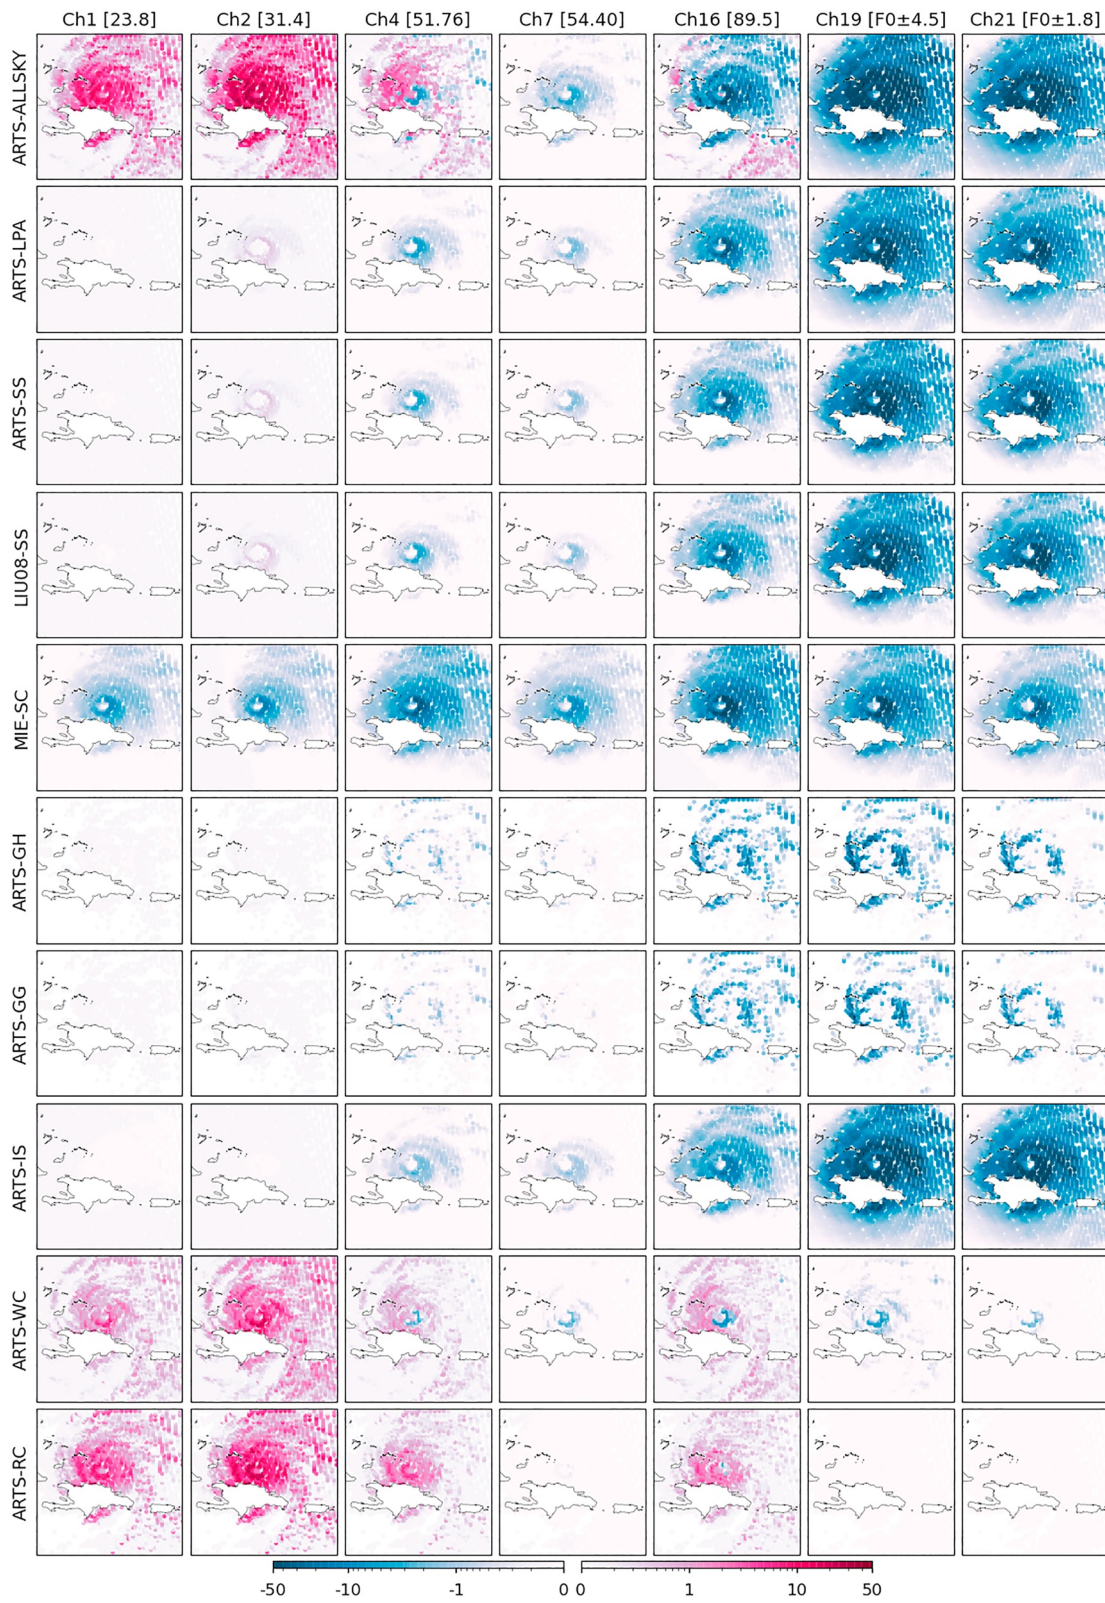 Ch1 [23.8] Ch2 [31.4] Ch4 [51.76] Ch7 [54.40] Ch16 [89.5] Ch19 [F0±4.5] Ch21 [F0±1.8]
ARTS-ALLSKY
ARTS-LPA
ARTS-SS
LIU08-SS
MIE-SC
ARTS-GH
ARTS-GG
ARTS-IS
ARTS-WC
ARTS-RC
-50 -10 -1 0 0 1 10 50